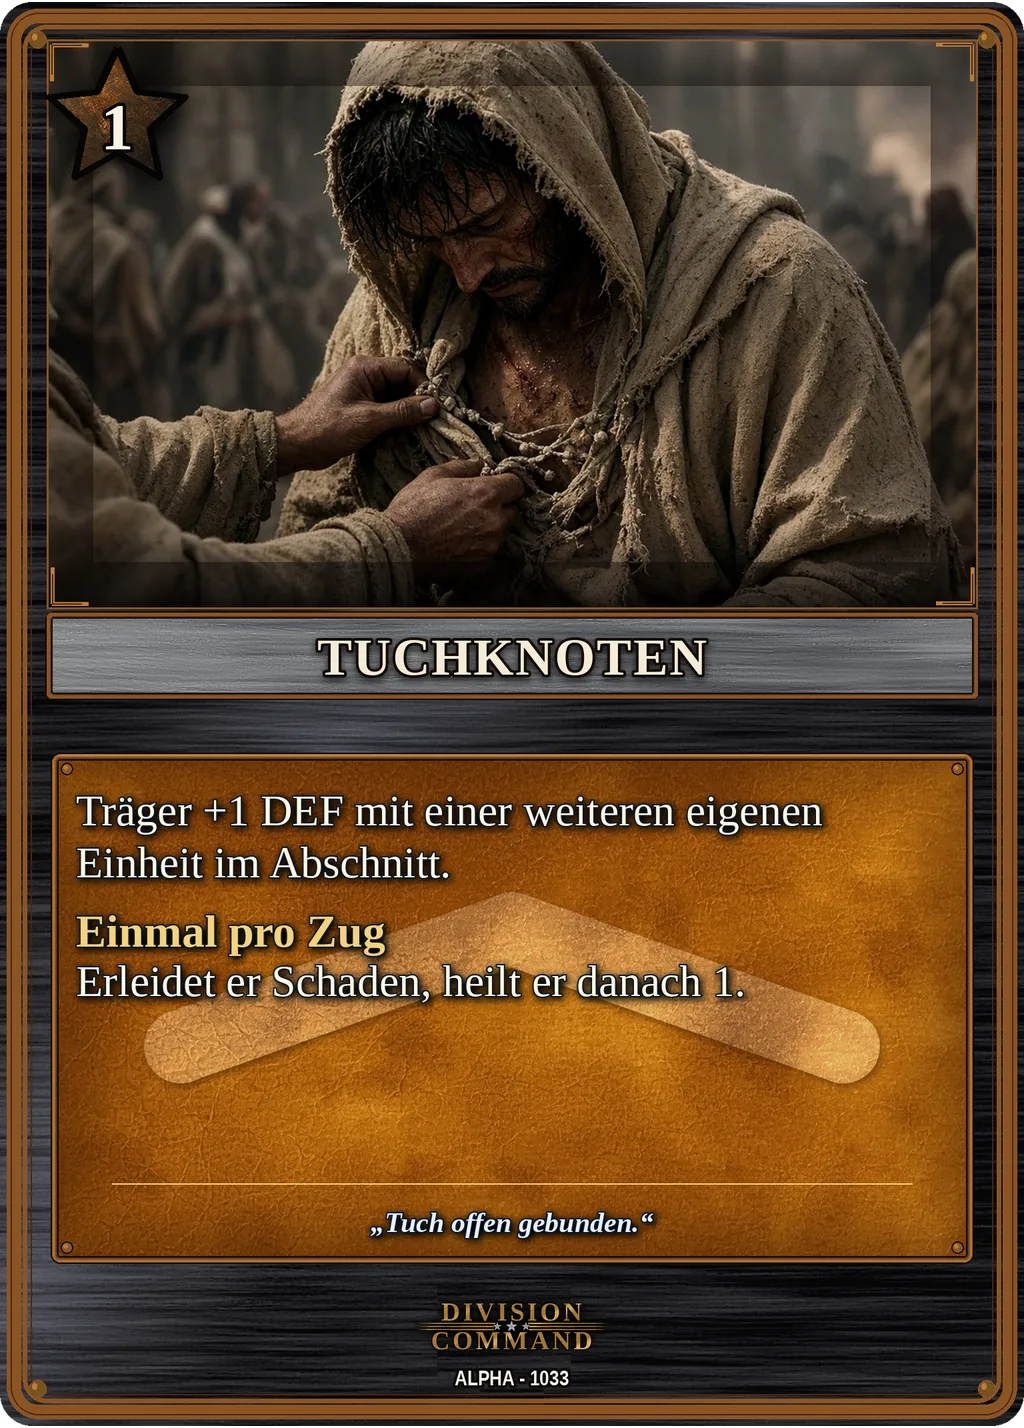 1
TUCHKNOTEN
Träger +1 DEF mit einer weiteren eigenen
Einheit im Abschnitt.
Einmal pro Zug
Erleidet er Schaden, heilt er danach 1.
„Tuch offen gebunden.“
DIVISION
COMMAND
ALPHA - 1033